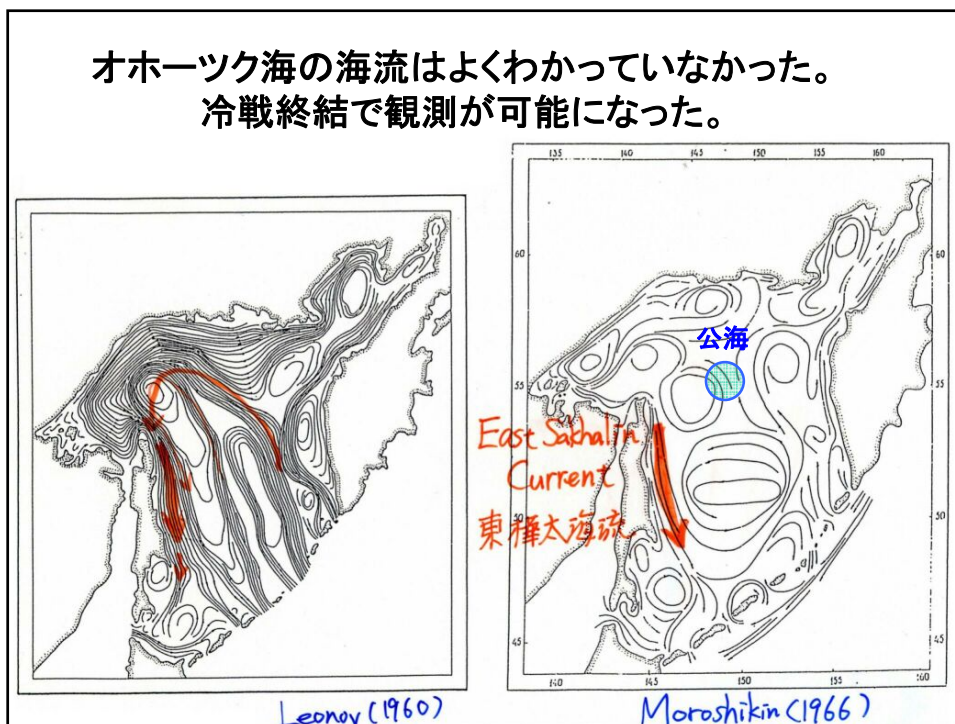 オホーツク海の海流はよくわかっていなかった。
冷戦終結で観測が可能になった。
135 140 145 150 155 160
60 60
公海
55 55
East Sakhalin
Current
東樺太海流
50 50
45 45
140 145 150 155 160
Leonov (1960)
Moroshikin (1966)